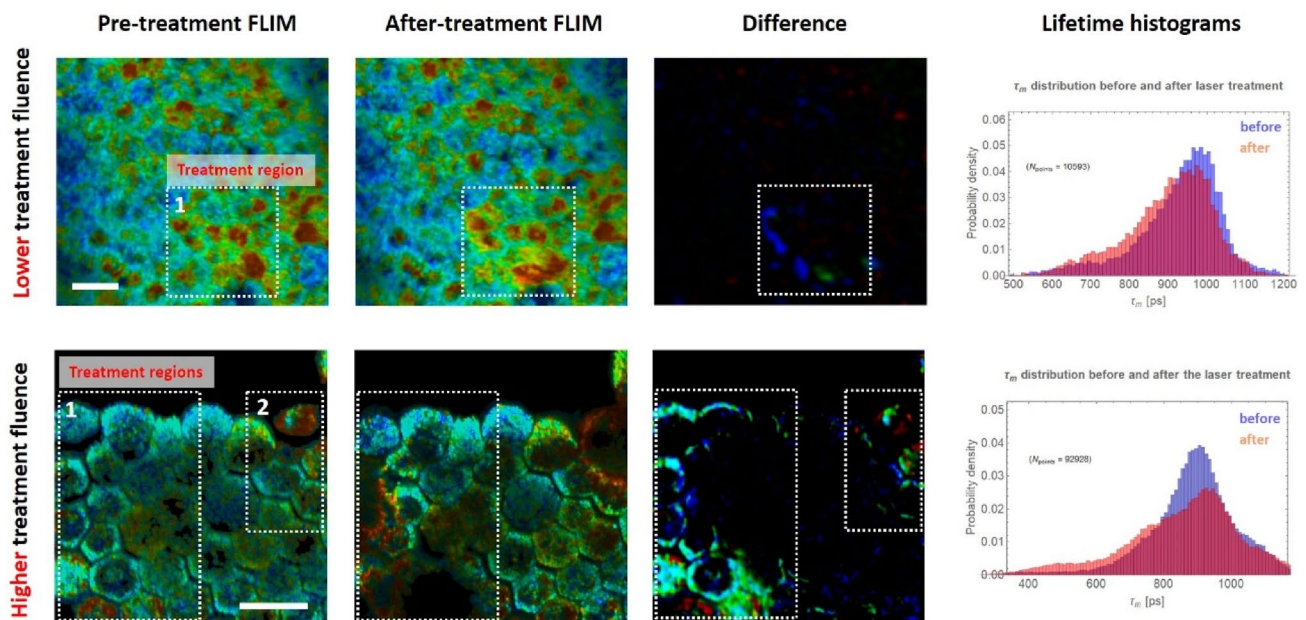 Pre-treatment FLIM
After-treatment FLIM
Difference
Lifetime histograms
Lower treatment fluence
Treatment region
1
τm distribution before and after laser treatment
0.06
0.05
0.04
0.03
0.02
0.01
0.00
Probability density
before
after
(Npoints = 10593)
500 600 700 800 900 1000 1100 1200
τm [ps]
Higher treatment fluence
Treatment regions
1
2
τm distribution before and after the laser treatment
0.05
0.04
0.03
0.02
0.01
0.00
Probability density
before
after
(Npoints = 92928)
400 600 800 1000
τm [ps]